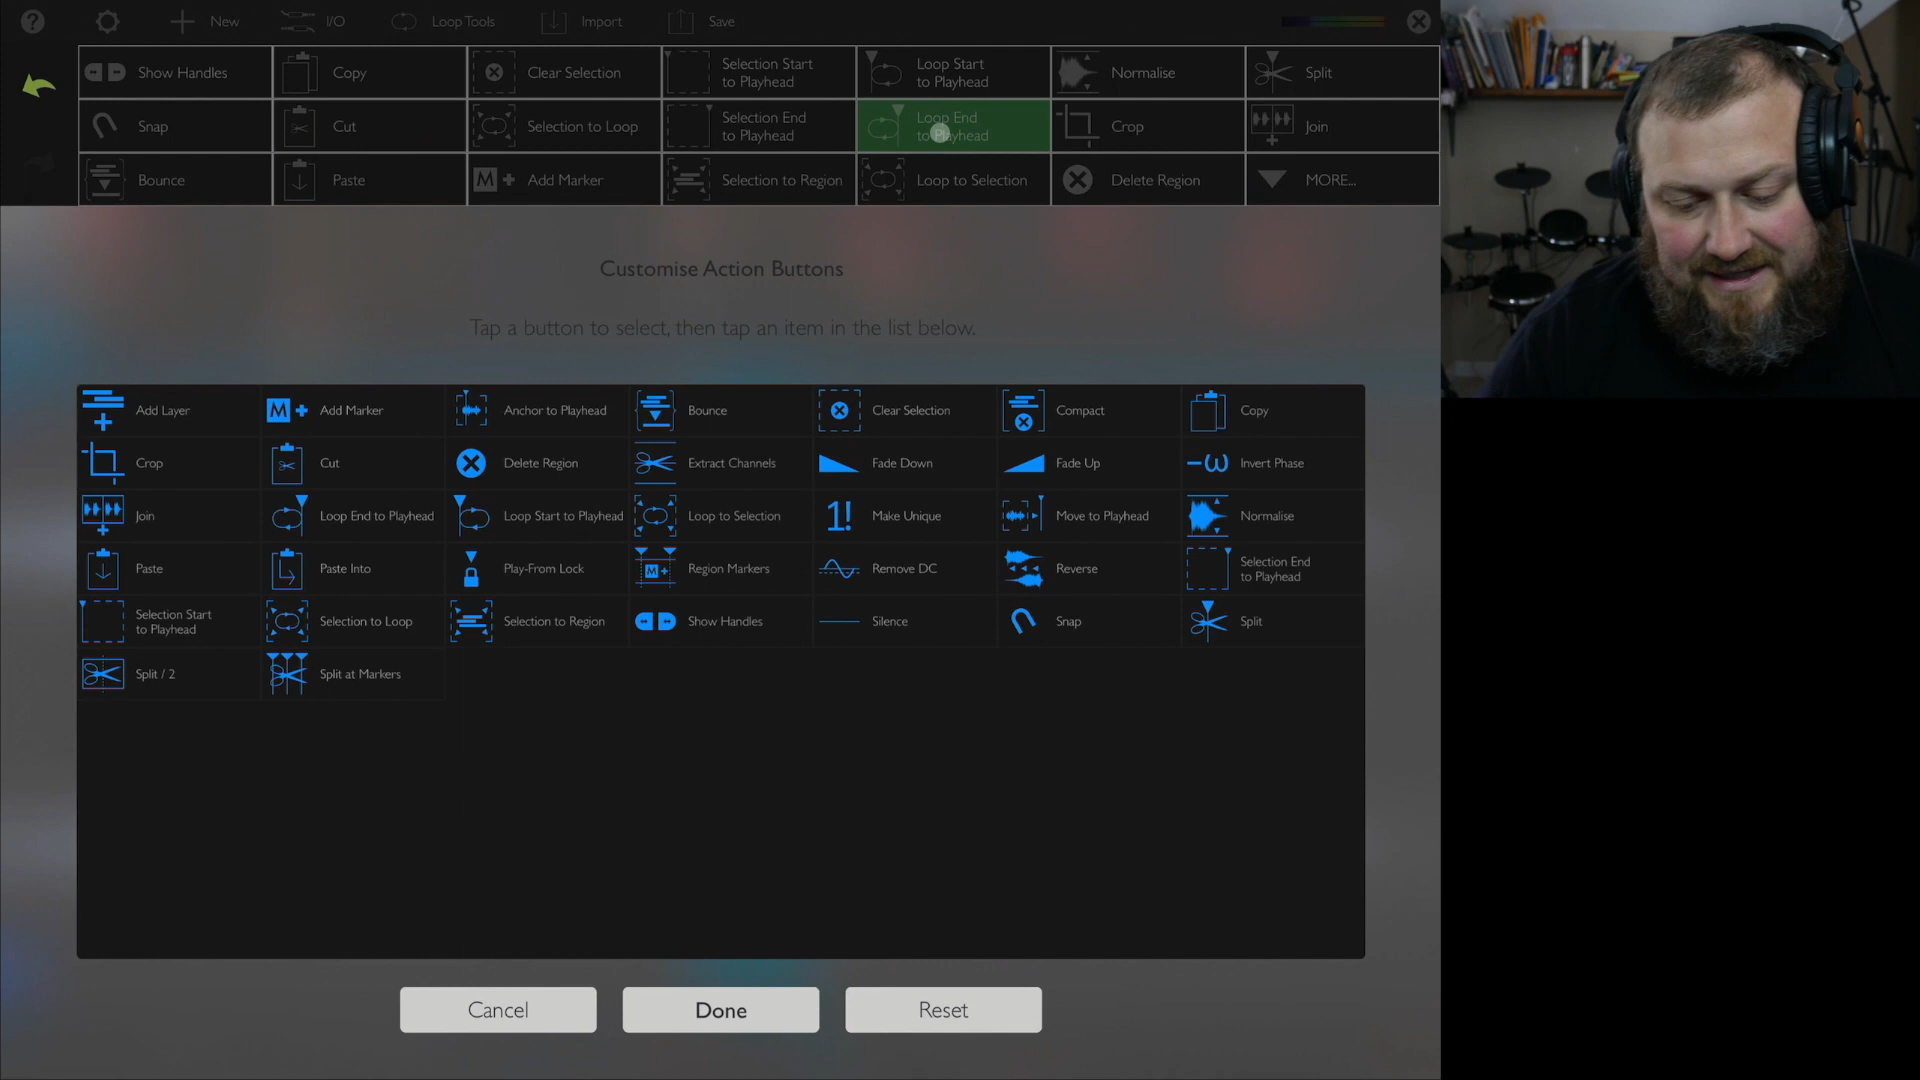 ?
New
I/O
Loop Tools
Import
Save
Show Handles
Copy
Clear Selection
Selection Start
to Playhead
Loop Start
to Playhead
Normalise
Split
Snap
Cut
Selection to Loop
Selection End
to Playhead
Loop End
to Playhead
Crop
Join
Bounce
Paste
M +
Add Marker
Selection to Region
Loop to Selection
Delete Region
MORE...
Customise Action Buttons
Tap a button to select, then tap an item in the list below.
Add Layer
M +
Add Marker
Anchor to Playhead
Bounce
Clear Selection
Compact
Copy
Crop
Cut
Delete Region
Extract Channels
Fade Down
Fade Up
-ω
Invert Phase
Join
Loop End to Playhead
Loop Start to Playhead
Loop to Selection
1!
Make Unique
Move to Playhead
Normalise
Paste
Paste Into
Play-From Lock
M+
Region Markers
Remove DC
Reverse
Selection End
to Playhead
Selection Start
to Playhead
Selection to Loop
Selection to Region
Show Handles
Silence
Snap
Split
Split / 2
Split at Markers
Cancel
Done
Reset